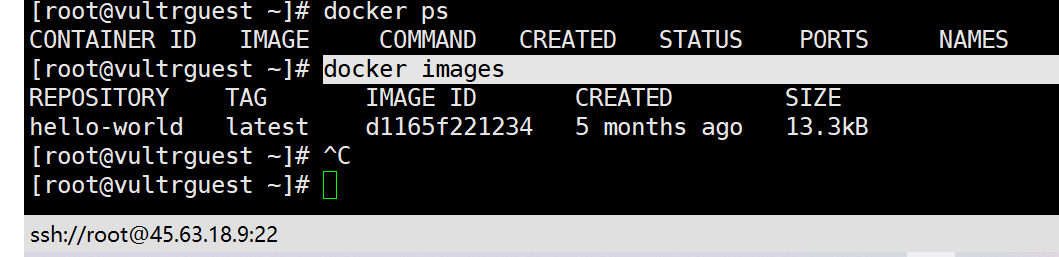 [root@vultrguest ~]# docker ps
CONTAINER ID   IMAGE     COMMAND   CREATED   STATUS    PORTS     NAMES
[root@vultrguest ~]# docker images
REPOSITORY    TAG       IMAGE ID       CREATED        SIZE
hello-world   latest    d1165f221234   5 months ago   13.3kB
[root@vultrguest ~]# ^C
[root@vultrguest ~]#
ssh://root@45.63.18.9:22